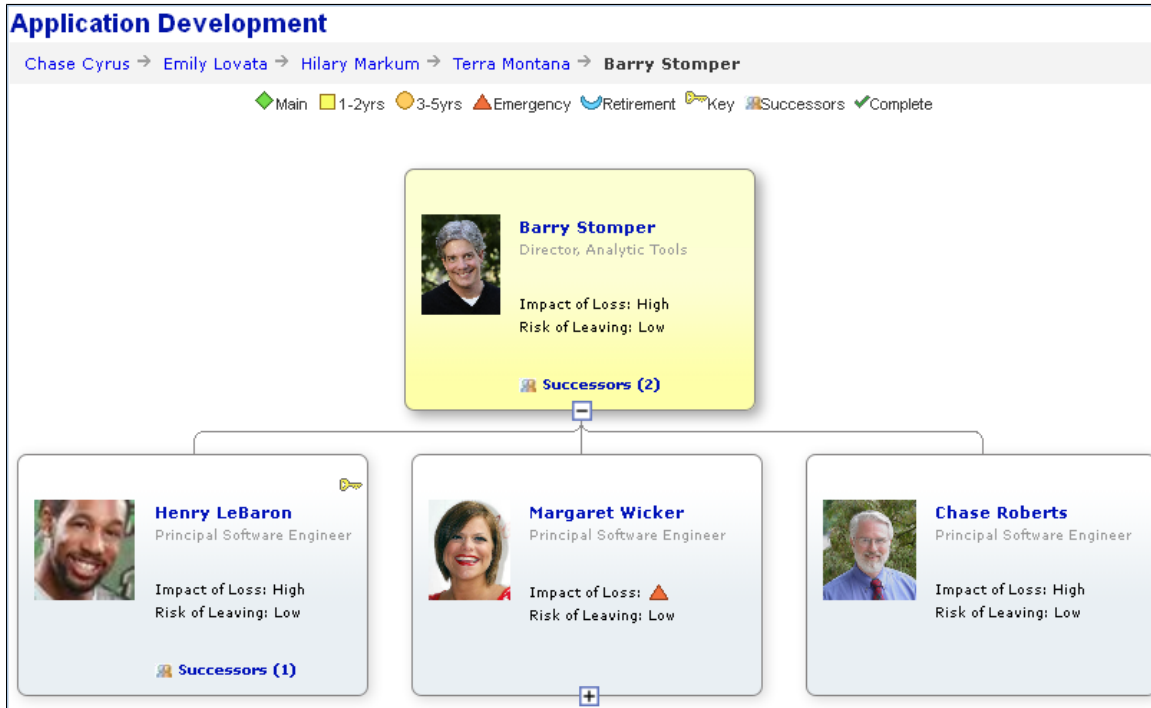 Application Development
Chase Cyrus Emily Lovata Hilary Markum Terra Montana Barry Stomper
Main 1-2yrs 3-5yrs Emergency Retirement Key Successors Complete
Barry Stomper
Director, Analytic Tools
Impact of Loss: High
Risk of Leaving: Low
Successors (2)
Henry LeBaron
Principal Software Engineer
Impact of Loss: High
Risk of Leaving: Low
Successors (1)
Margaret Wicker
Principal Software Engineer
Impact of Loss:
Risk of Leaving: Low
Chase Roberts
Principal Software Engineer
Impact of Loss: High
Risk of Leaving: Low